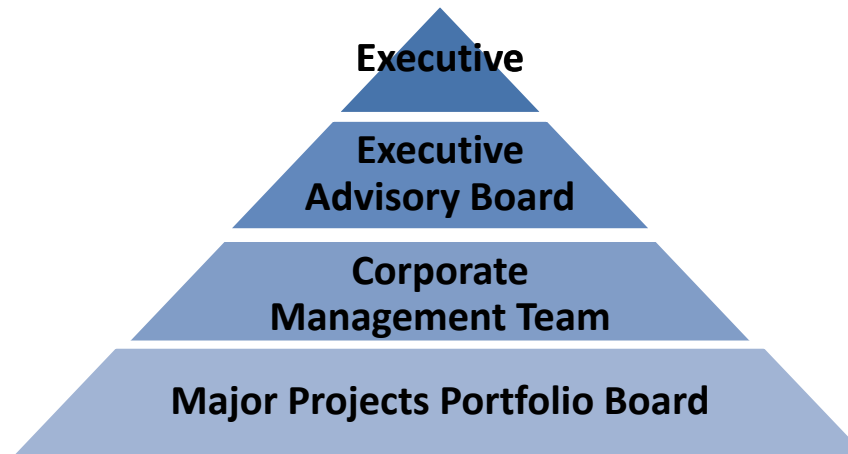 Executive
Executive
Advisory Board
Corporate
Management Team
Major Projects Portfolio Board